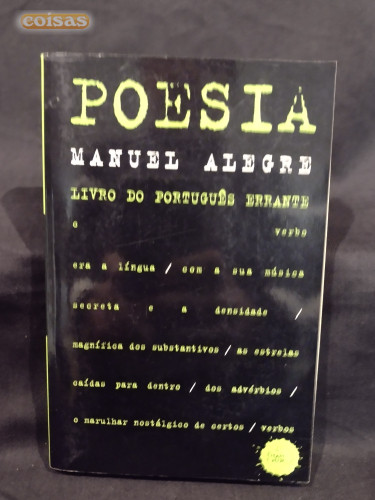 coisas
POESIA
MANUEL ALEGRE
LIVRO DO PORTUGUÊS ERRANTE
o verbo
era a língua / com a sua música
secreta e a densidade /
magnífica dos substantivos / as estrelas
caídas para dentro / dos advérbios /
o marulhar nostálgico de certos / verbos